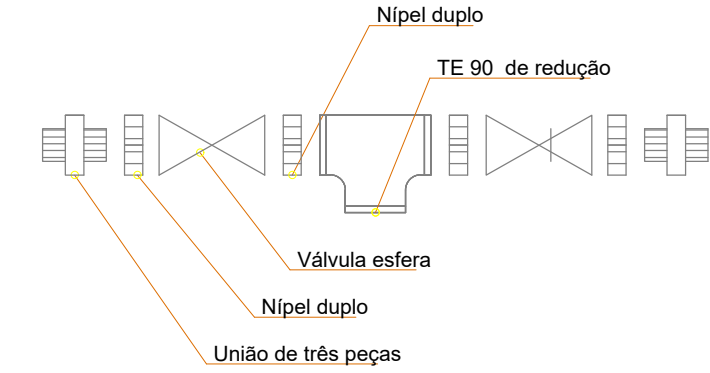 Nípel duplo
TE 90  de redução
Válvula esfera
Nípel duplo
União de três peças